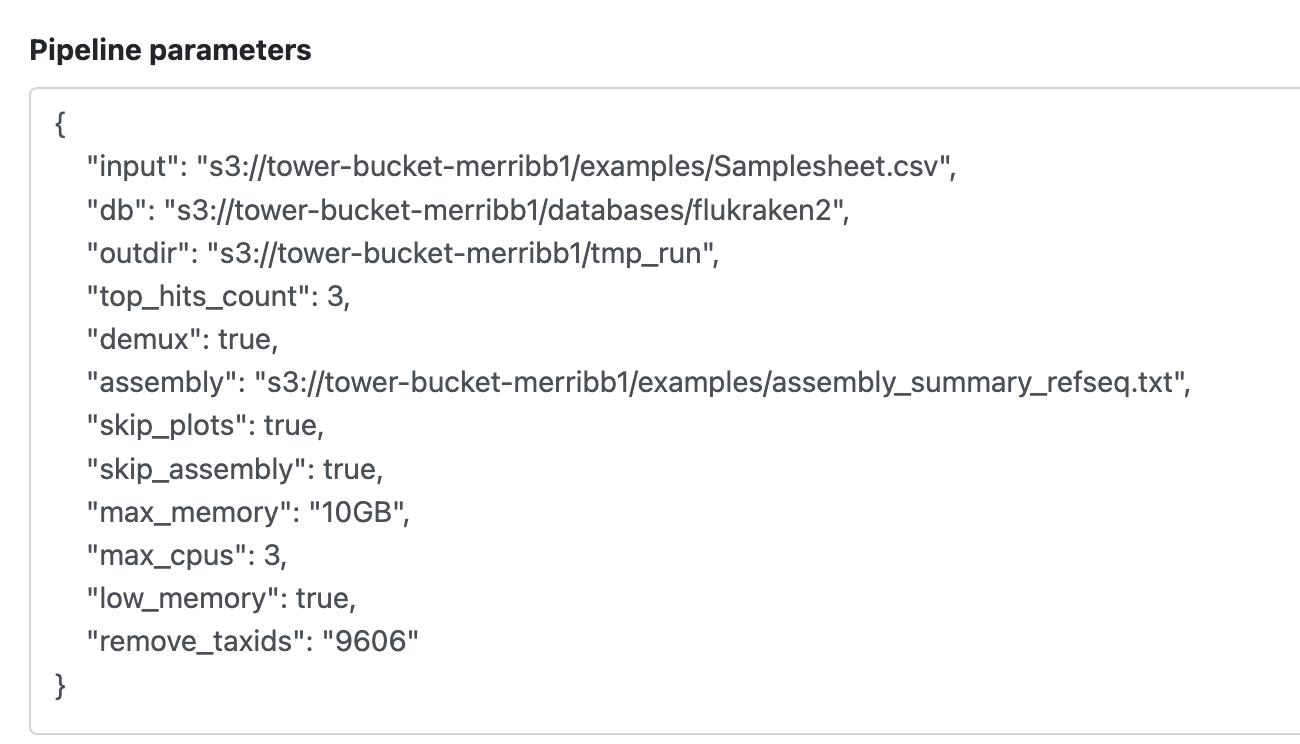 Pipeline parameters
{
"input": "s3://tower-bucket-merribb1/examples/Samplesheet.csv",
"db": "s3://tower-bucket-merribb1/databases/flukraken2",
"outdir": "s3://tower-bucket-merribb1/tmp_run",
"top_hits_count": 3,
"demux": true,
"assembly": "s3://tower-bucket-merribb1/examples/assembly_summary_refseq.txt",
"skip_plots": true,
"skip_assembly": true,
"max_memory": "10GB",
"max_cpus": 3,
"low_memory": true,
"remove_taxids": "9606"
}